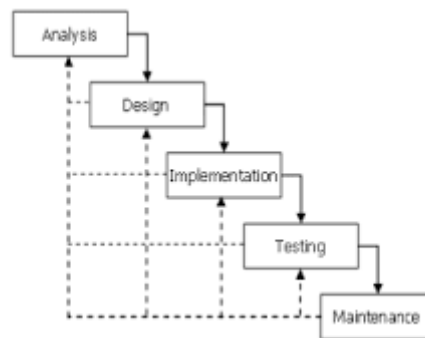 Analysis
Design
Implementation
Testing
Maintenance